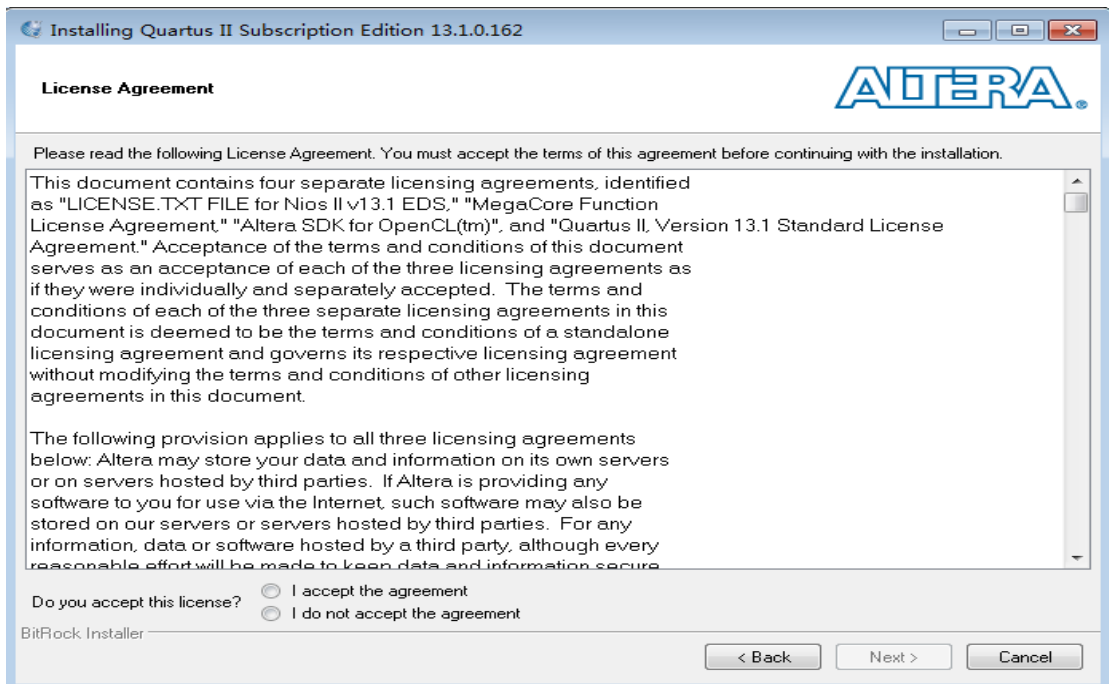 Installing Quartus II Subscription Edition 13.1.0.162
License Agreement
ALTERA®
Please read the following License Agreement. You must accept the terms of this agreement before continuing with the installation.
This document contains four separate licensing agreements, identified
as "LICENSE.TXT FILE for Nios II v13.1 EDS," "MegaCore Function
License Agreement," "Altera SDK for OpenCL(tm)", and "Quartus II, Version 13.1 Standard License
Agreement." Acceptance of the terms and conditions of this document
serves as an acceptance of each of the three licensing agreements as
if they were individually and separately accepted.  The terms and
conditions of each of the three separate licensing agreements in this
document is deemed to be the terms and conditions of a standalone
licensing agreement and governs its respective licensing agreement
without modifying the terms and conditions of other licensing
agreements in this document.
The following provision applies to all three licensing agreements
below: Altera may store your data and information on its own servers
or on servers hosted by third parties.  If Altera is providing any
software to you for use via the Internet, such software may also be
stored on our servers or servers hosted by third parties.  For any
information, data or software hosted by a third party, although every
reasonable effort will be made to keep data and information secure
Do you accept this license?
I accept the agreement
I do not accept the agreement
BitRock Installer
< Back
Next >
Cancel